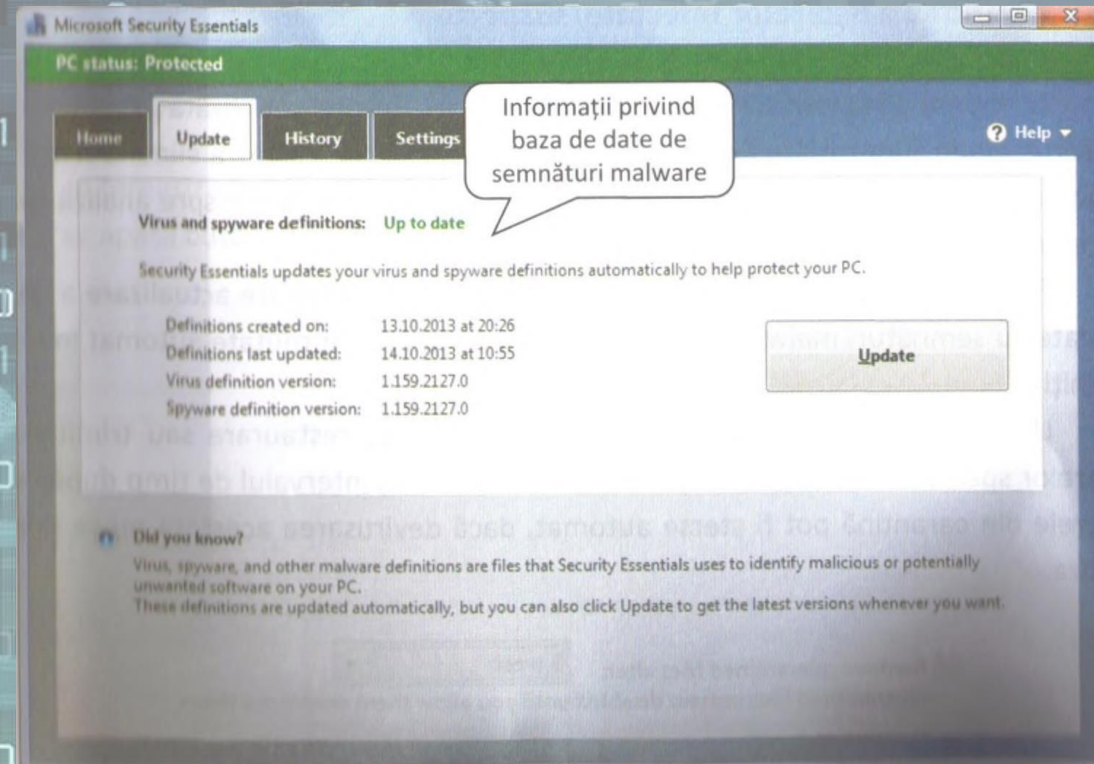 Microsoft Security Essentials
PC status: Protected
Home
Update
History
Settings
Help
Informații privind
baza de date de
semnături malware
Virus and spyware definitions: Up to date
Security Essentials updates your virus and spyware definitions automatically to help protect your PC.
Definitions created on: 13.10.2013 at 20:26
Definitions last updated: 14.10.2013 at 10:55
Virus definition version: 1.159.2127.0
Spyware definition version: 1.159.2127.0
Update
Did you know?
Virus, spyware, and other malware definitions are files that Security Essentials uses to identify malicious or potentially
unwanted software on your PC.
These definitions are updated automatically, but you can also click Update to get the latest versions whenever you want.